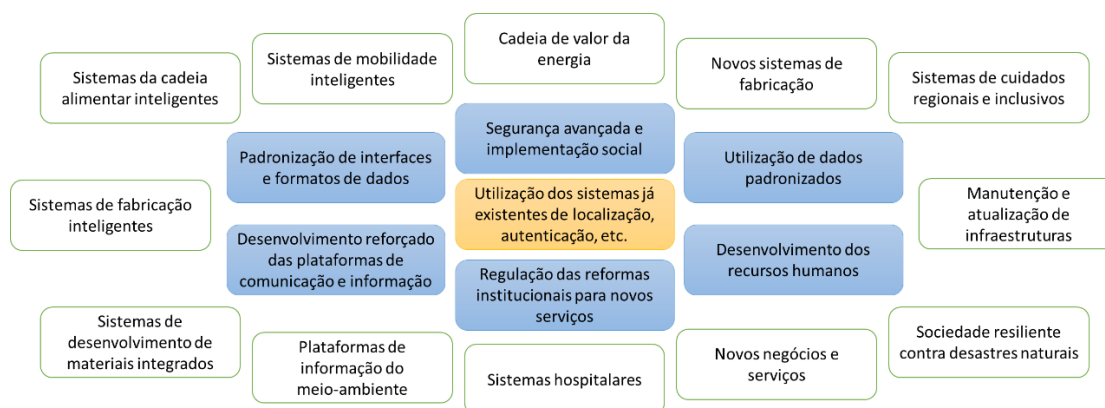 Cadeia de valor da
energia
Sistemas de mobilidade
inteligentes
Novos sistemas de
fabricação
Sistemas da cadeia
alimentar inteligentes
Sistemas de cuidados
regionais e inclusivos
Segurança avançada e
implementação social
Padronização de interfaces
e formatos de dados
Utilização de dados
padronizados
Sistemas de fabricação
inteligentes
Utilização dos sistemas já
existentes de localização,
autenticação, etc.
Manutenção e
atualização de
infraestruturas
Desenvolvimento reforçado
das plataformas de
comunicação e informação
Desenvolvimento dos
recursos humanos
Regulação das reformas
institucionais para novos
serviços
Sistemas de
desenvolvimento de
materiais integrados
Sociedade resiliente
contra desastres naturais
Plataformas de
informação do
meio-ambiente
Sistemas hospitalares
Novos negócios e
serviços